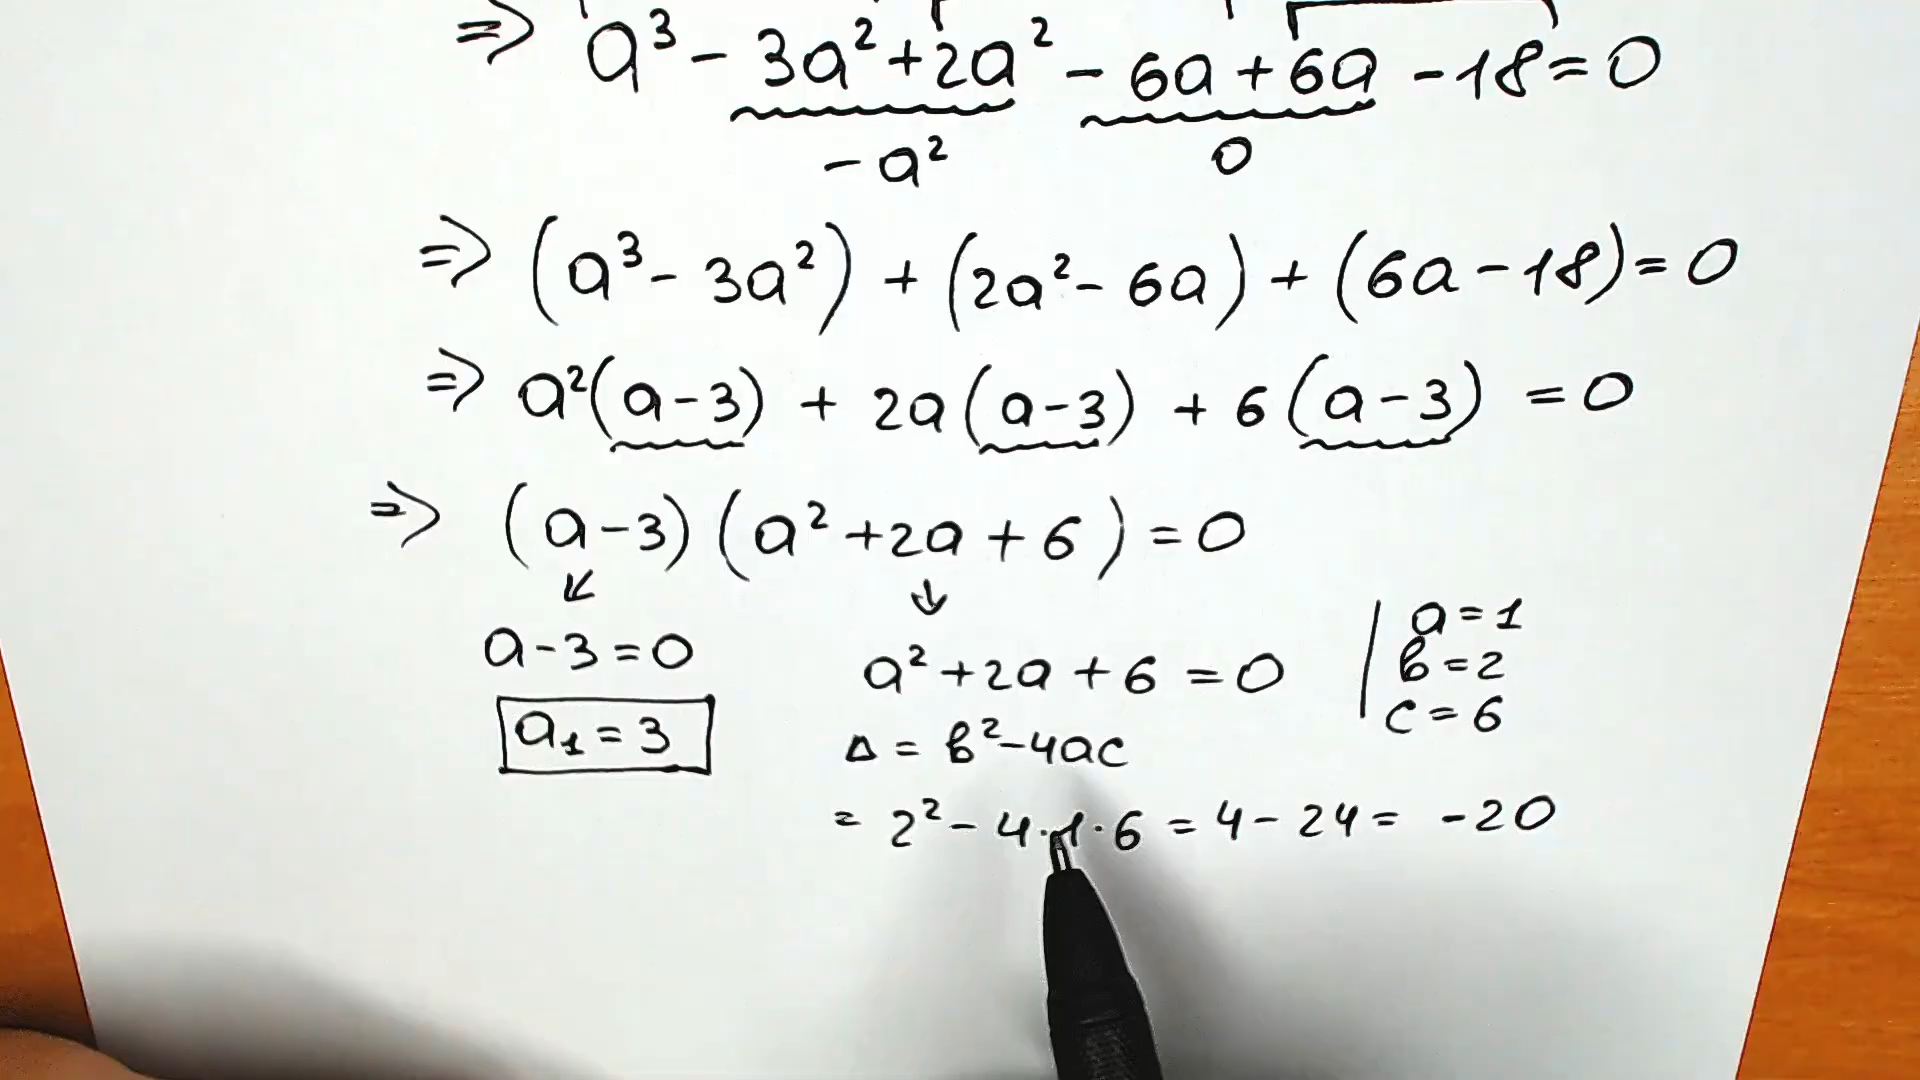 => a³ - 3a² + 2a² - 6a + 6a - 18 = 0
- a² 0
=> (a³ - 3a²) + (2a² - 6a) + (6a - 18) = 0
=> a²(a - 3) + 2a(a - 3) + 6(a - 3) = 0
=> (a - 3)(a² + 2a + 6) = 0
↙ ↓
a - 3 = 0
a₁ = 3
a² + 2a + 6 = 0
Δ = b² - 4ac
= 2² - 4·1·6 = 4 - 24 = -20
a = 1
b = 2
c = 6